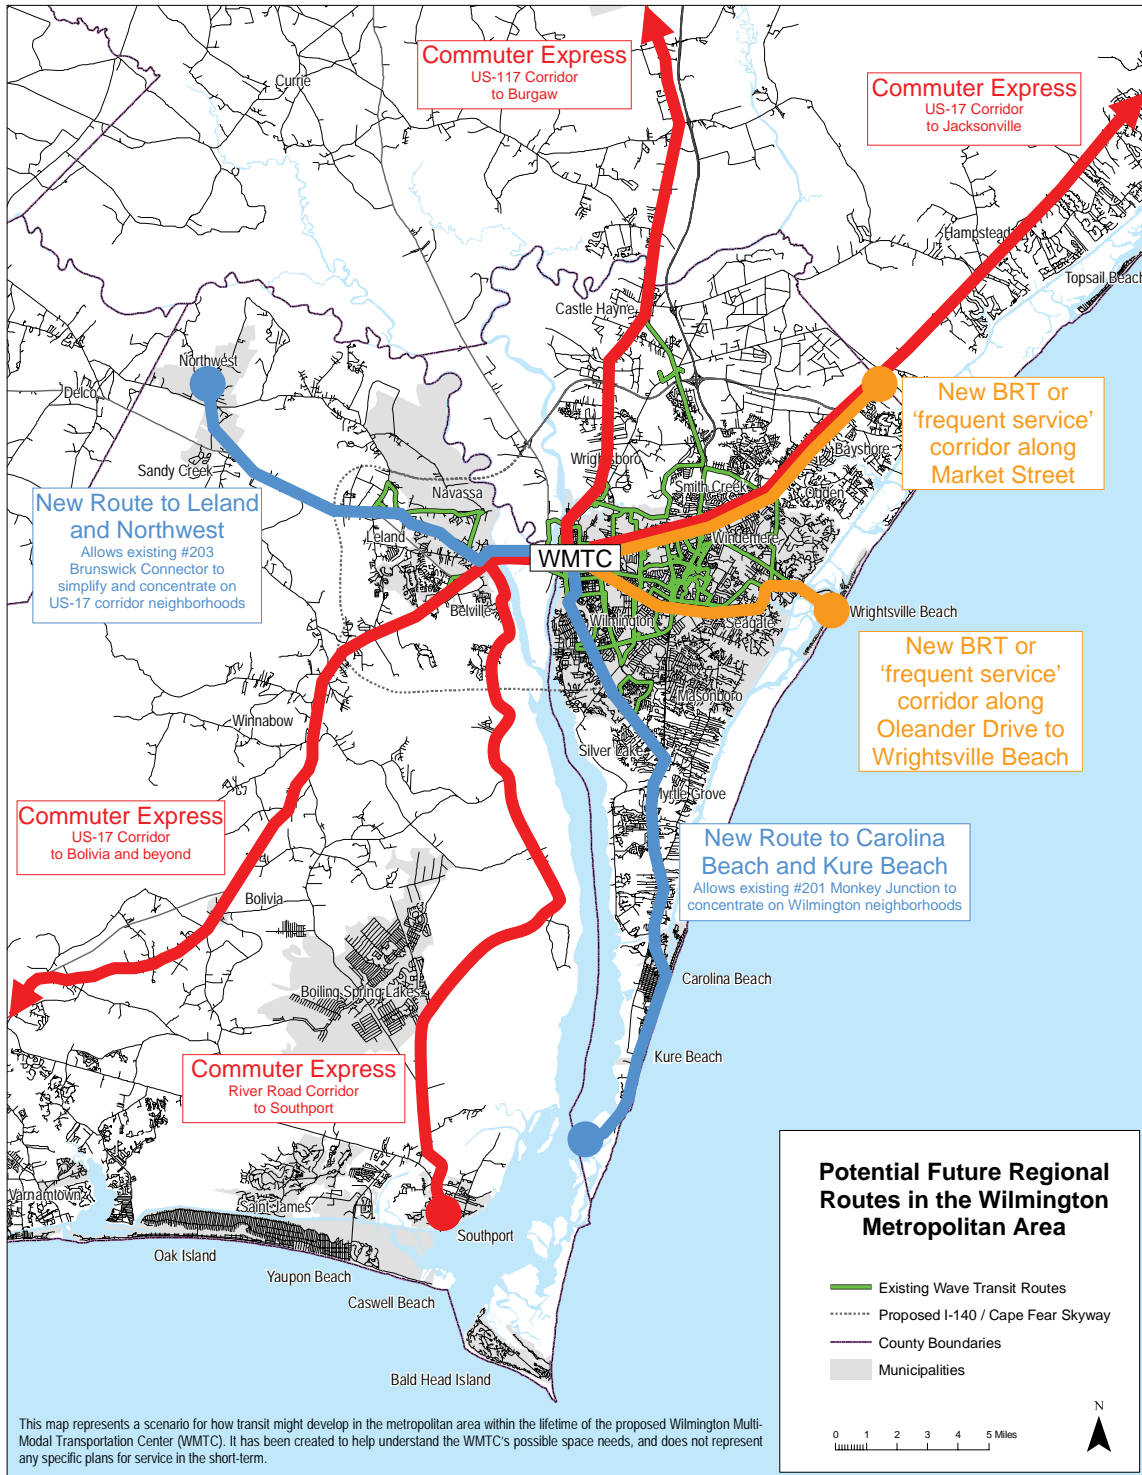 Commuter Express
US-117 Corridor
to Burgaw
Commuter Express
US-17 Corridor
to Jacksonville
Currie
Hampstead
Topsail Beach
Castle Hayne
Northwest
Delco
Sandy Creek
New BRT or
‘frequent service’
corridor along
Market Street
Bayshore
Wrightsboro
Smith Creek
Ogden
Navassa
New Route to Leland
and Northwest
Allows existing #203
Brunswick Connector to
simplify and concentrate on
US-17 corridor neighborhoods
Leland
Windemere
WMTC
Belville
Wilmington
Seagate
Wrightsville Beach
New BRT or
‘frequent service’
corridor along
Oleander Drive to
Wrightsville Beach
Masonboro
Winnabow
Silver Lake
Myrtle Grove
Commuter Express
US-17 Corridor
to Bolivia and beyond
New Route to Carolina
Beach and Kure Beach
Allows existing #201 Monkey Junction to
concentrate on Wilmington neighborhoods
Bolivia
Boiling Spring Lakes
Carolina Beach
Kure Beach
Commuter Express
River Road Corridor
to Southport
Varnamtown
Saint James
Southport
Oak Island
Yaupon Beach
Caswell Beach
Bald Head Island
Potential Future Regional
Routes in the Wilmington
Metropolitan Area
Existing Wave Transit Routes
Proposed I-140 / Cape Fear Skyway
County Boundaries
Municipalities
N
0 1 2 3 4 5 Miles
This map represents a scenario for how transit might develop in the metropolitan area within the lifetime of the proposed Wilmington Multi-
Modal Transportation Center (WMTC). It has been created to help understand the WMTC's possible space needs, and does not represent
any specific plans for service in the short-term.